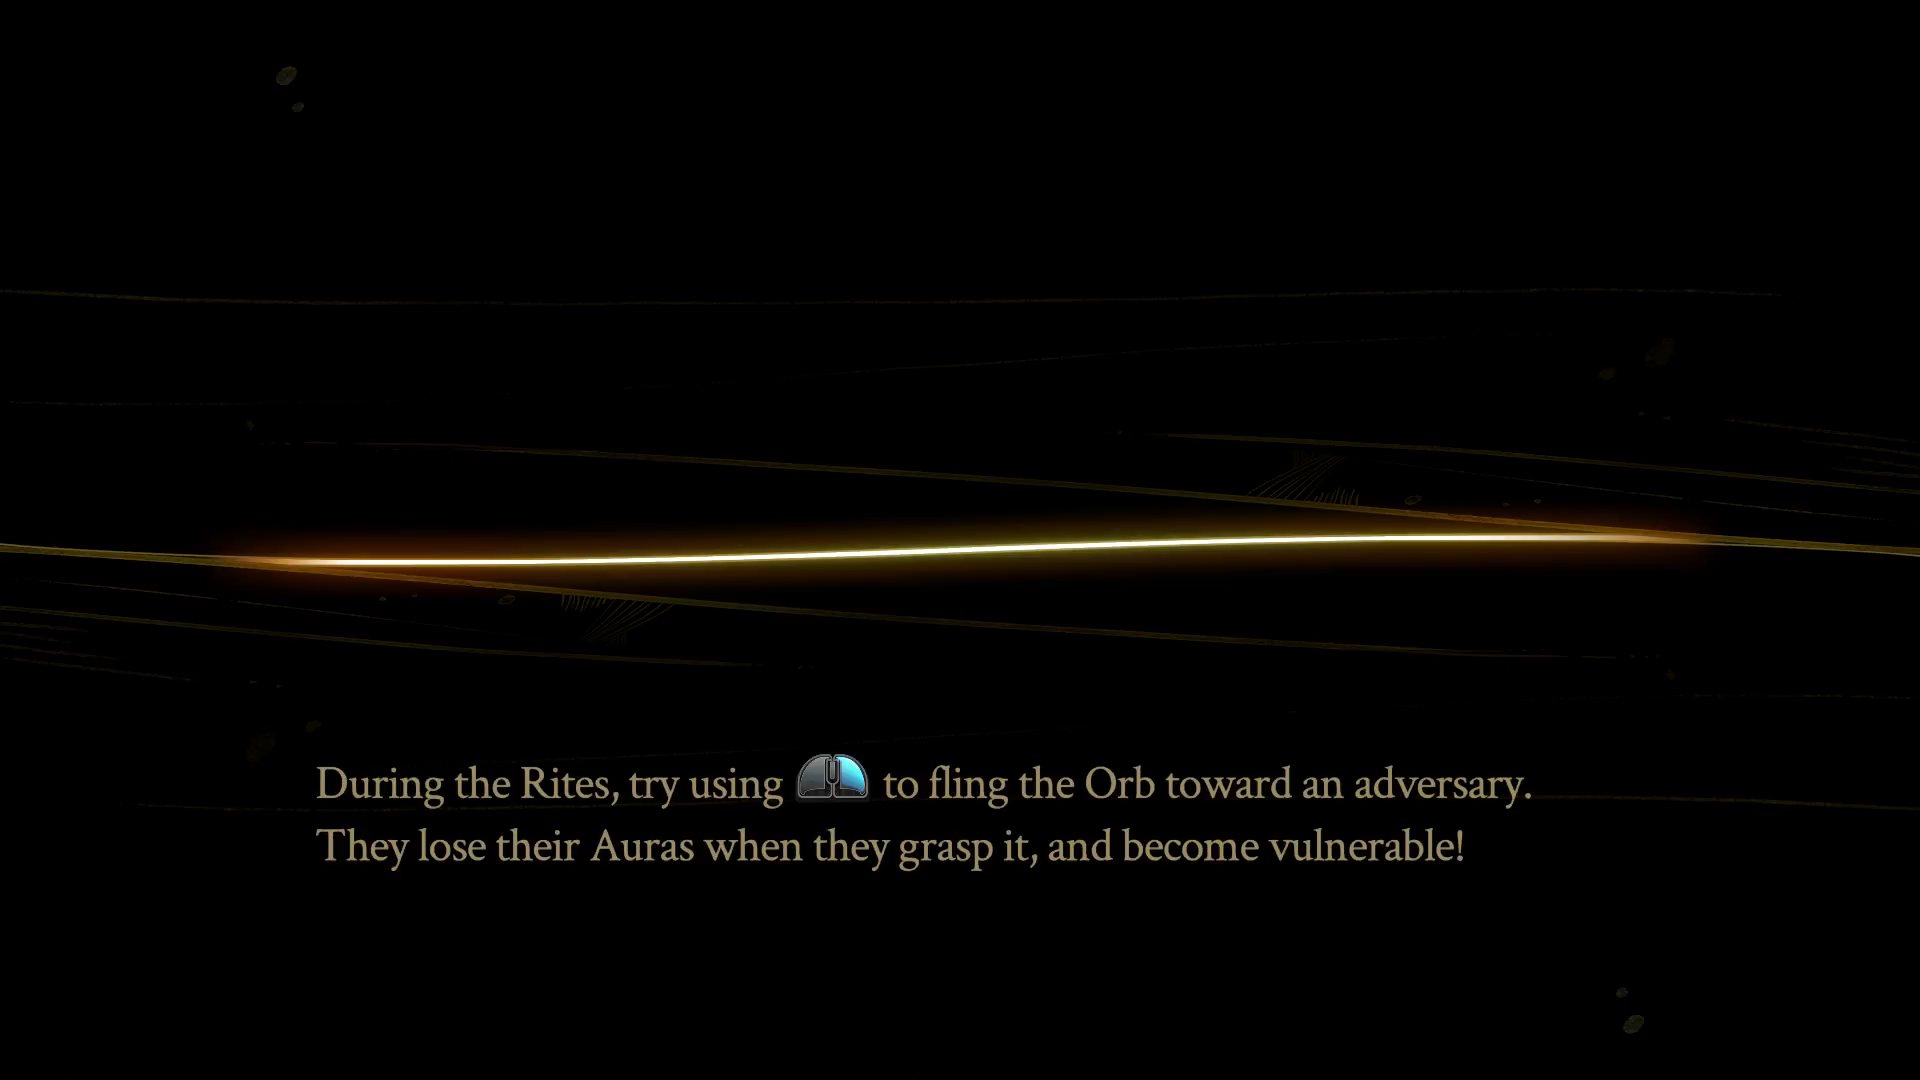 During the Rites, try using to fling the Orb toward an adversary.
They lose their Auras when they grasp it, and become vulnerable!